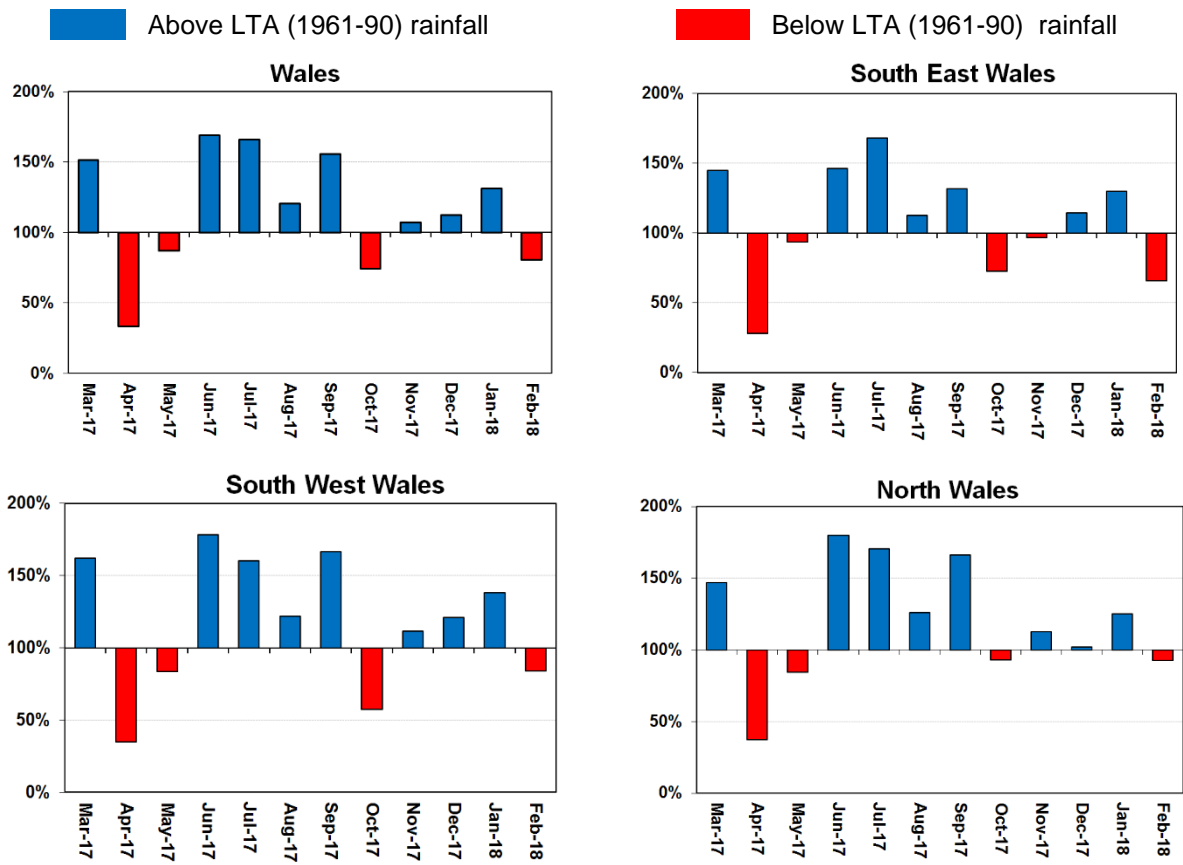 Above LTA (1961-90) rainfall
Below LTA (1961-90) rainfall
Wales
200%
150%
100%
50%
0%
Mar-17
Apr-17
May-17
Jun-17
Jul-17
Aug-17
Sep-17
Oct-17
Nov-17
Dec-17
Jan-18
Feb-18
South East Wales
200%
150%
100%
50%
0%
Mar-17
Apr-17
May-17
Jun-17
Jul-17
Aug-17
Sep-17
Oct-17
Nov-17
Dec-17
Jan-18
Feb-18
South West Wales
200%
150%
100%
50%
0%
Mar-17
Apr-17
May-17
Jun-17
Jul-17
Aug-17
Sep-17
Oct-17
Nov-17
Dec-17
Jan-18
Feb-18
North Wales
200%
150%
100%
50%
0%
Mar-17
Apr-17
May-17
Jun-17
Jul-17
Aug-17
Sep-17
Oct-17
Nov-17
Dec-17
Jan-18
Feb-18